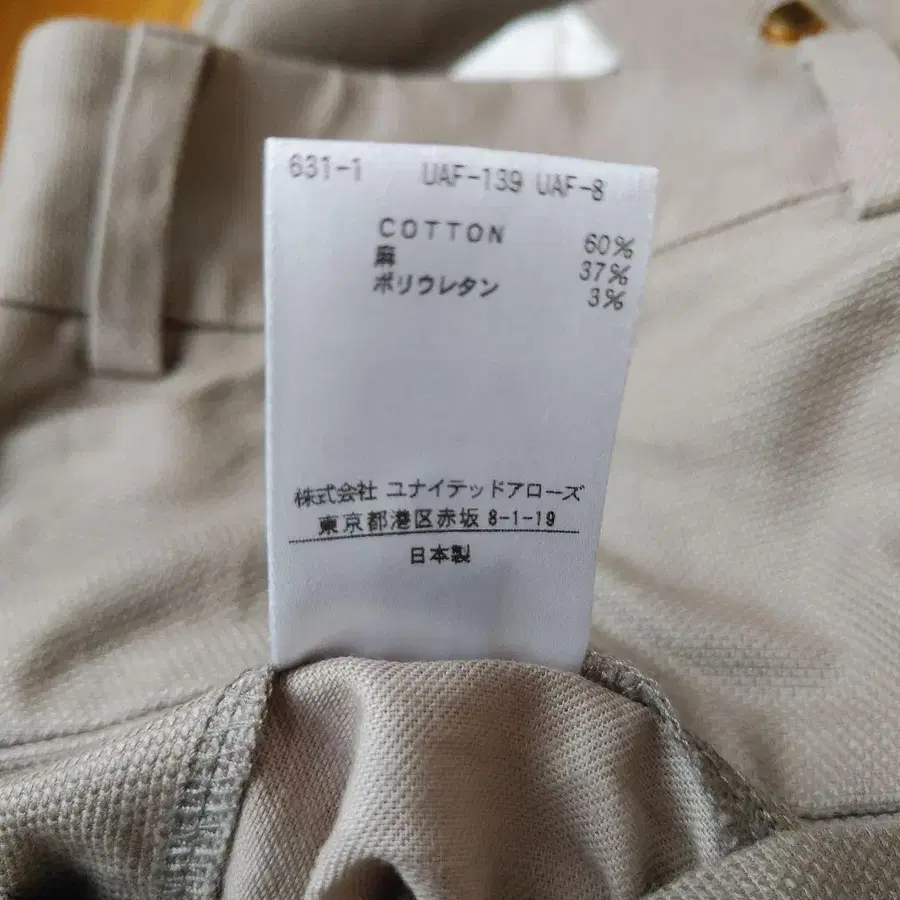 631-1 UAF-139 UAF-8
COTTON 60%
麻 37%
ポリウレタン 3%
株式会社 ユナイテッドアローズ
東京都港区赤坂 8-1-19
日本製